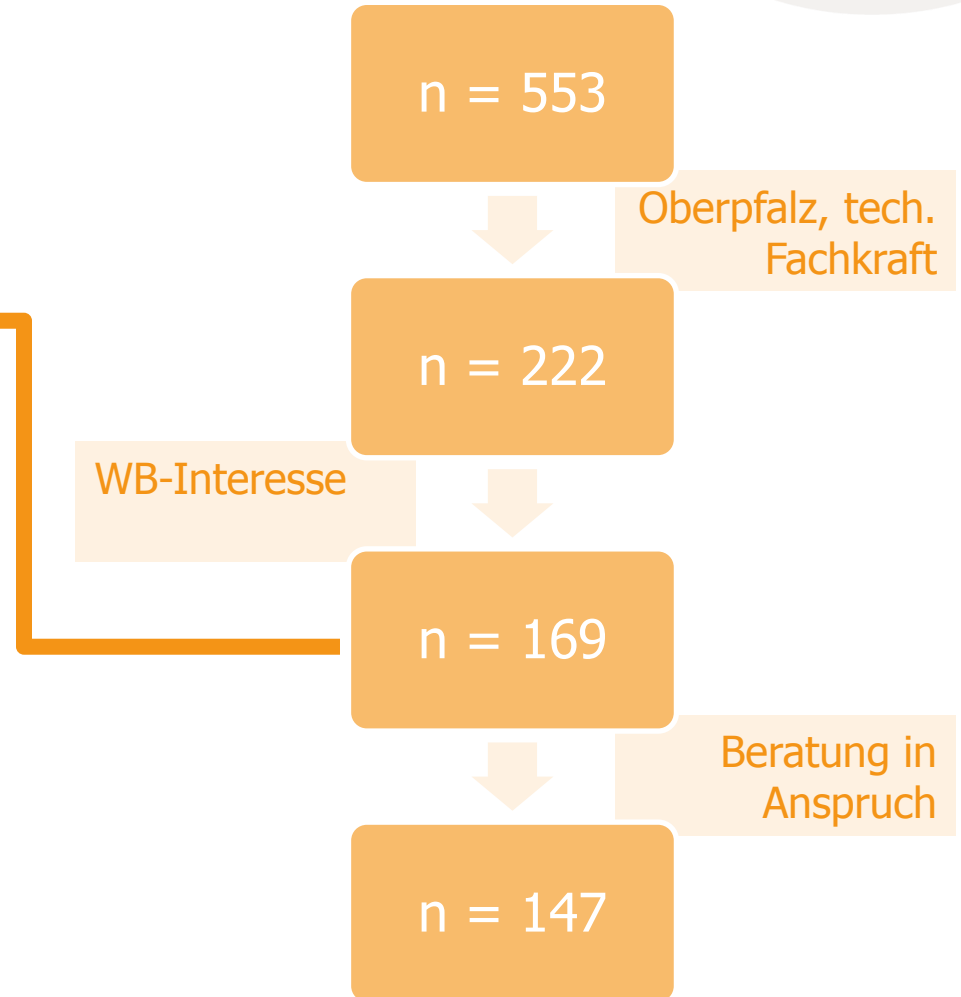 n = 553
Oberpfalz, tech.
Fachkraft
n = 222
WB-Interesse
n = 169
Beratung in
Anspruch
n = 147